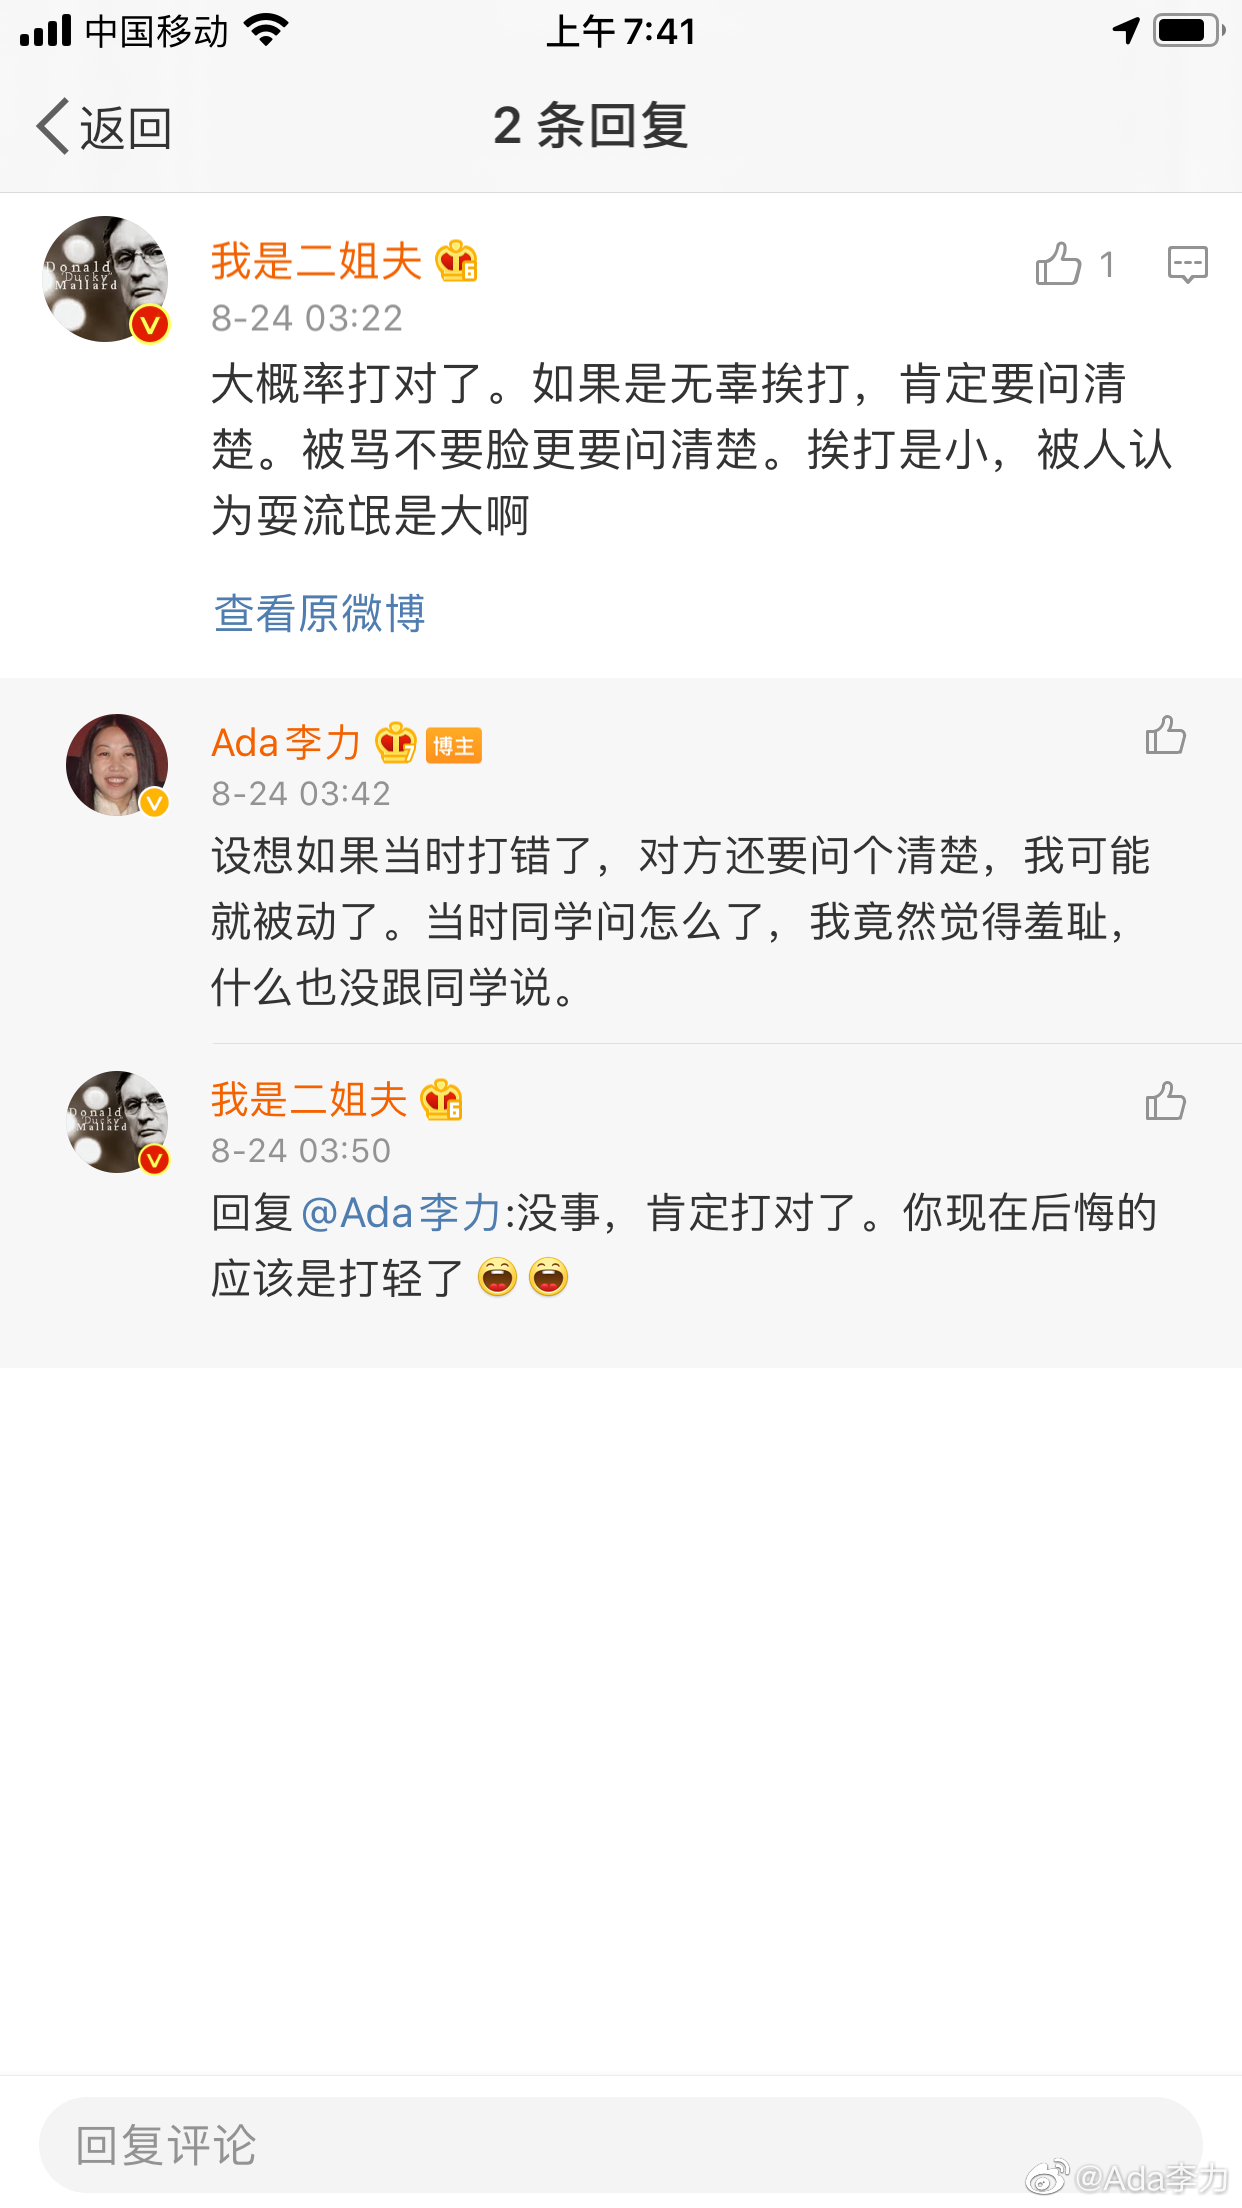 中国移动
上午 7:41
返回
2 条回复
Donald
"Ducky"
Mallard
我是二姐夫
6
1
8-24 03:22
大概率打对了。如果是无辜挨打，肯定要问清
楚。被骂不要脸更要问清楚。挨打是小，被人认
为耍流氓是大啊
查看原微博
Ada李力
7
博主
8-24 03:42
设想如果当时打错了，对方还要问个清楚，我可能
就被动了。当时同学问怎么了，我竟然觉得羞耻，
什么也没跟同学说。
Donald
"Ducky"
Mallard
我是二姐夫
6
8-24 03:50
回复@Ada李力:没事，肯定打对了。你现在后悔的
应该是打轻了
回复评论
@Ada李力